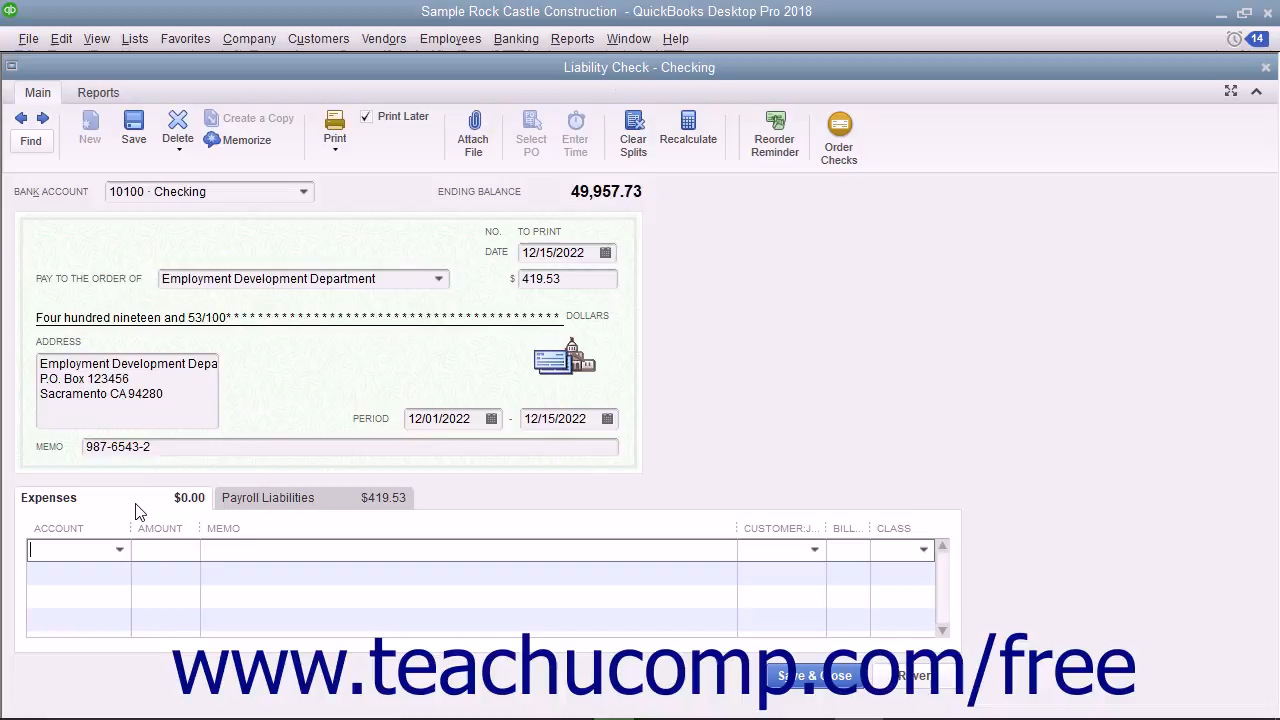 Sample Rock Castle Construction - QuickBooks Desktop Pro 2018
File Edit View Lists Favorites Company Customers Vendors Employees Banking Reports Window Help 14
Liability Check - Checking
Main Reports
Find New Save Delete Create a Copy Memorize Print Print Later Attach File Select PO Enter Time Clear Splits Recalculate Reorder Reminder Order Checks
BANK ACCOUNT 10100 · Checking ENDING BALANCE 49,957.73
NO. TO PRINT
DATE 12/15/2022
PAY TO THE ORDER OF Employment Development Department $ 419.53
Four hundred nineteen and 53/100* * * * * * * * * * * * * * * * * * * * * * * * * * * * * * * * * * * * * * DOLLARS
ADDRESS
Employment Development Depa
P.O. Box 123456
Sacramento CA 94280
PERIOD 12/01/2022 - 12/15/2022
MEMO 987-6543-2
Expenses $0.00 Payroll Liabilities $419.53
ACCOUNT AMOUNT MEMO CUSTOMER:J... BILL... CLASS
www.teachucomp.com/free
Save & Close